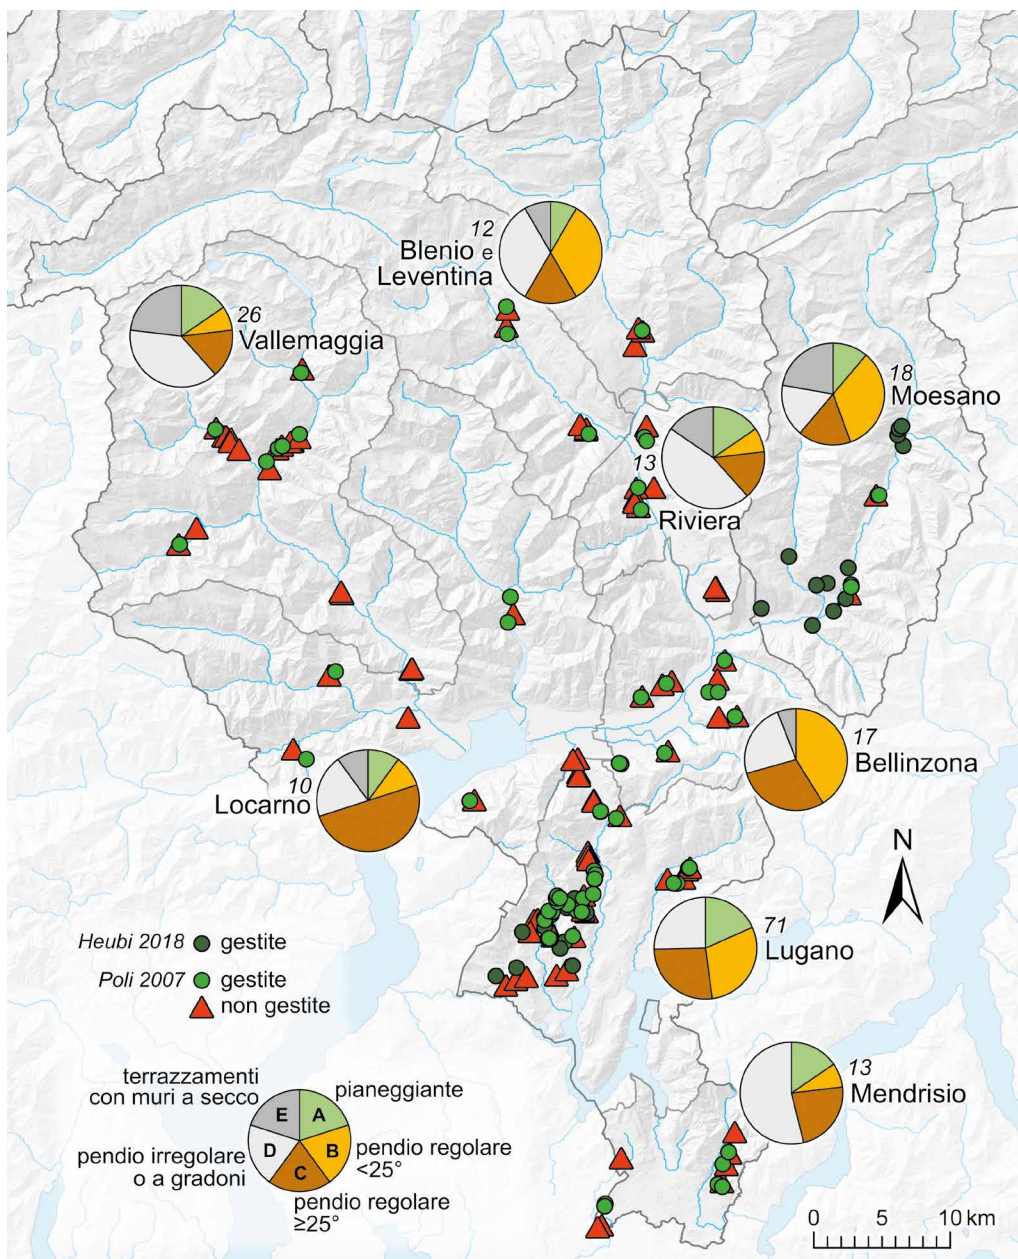 12
Blenio e
Leventina
26
Vallemaggia
18
Moesano
13
Riviera
17
Bellinzona
10
Locarno
N
71
Lugano
Heubi 2018 gestite
Poli 2007 gestite
non gestite
13
Mendrisio
terrazzamenti
con muri a secco
pianeggiante
E A
D B
C
pendio irregolare
o a gradoni
pendio regolare
<25°
pendio regolare
≥25°
0 5 10 km